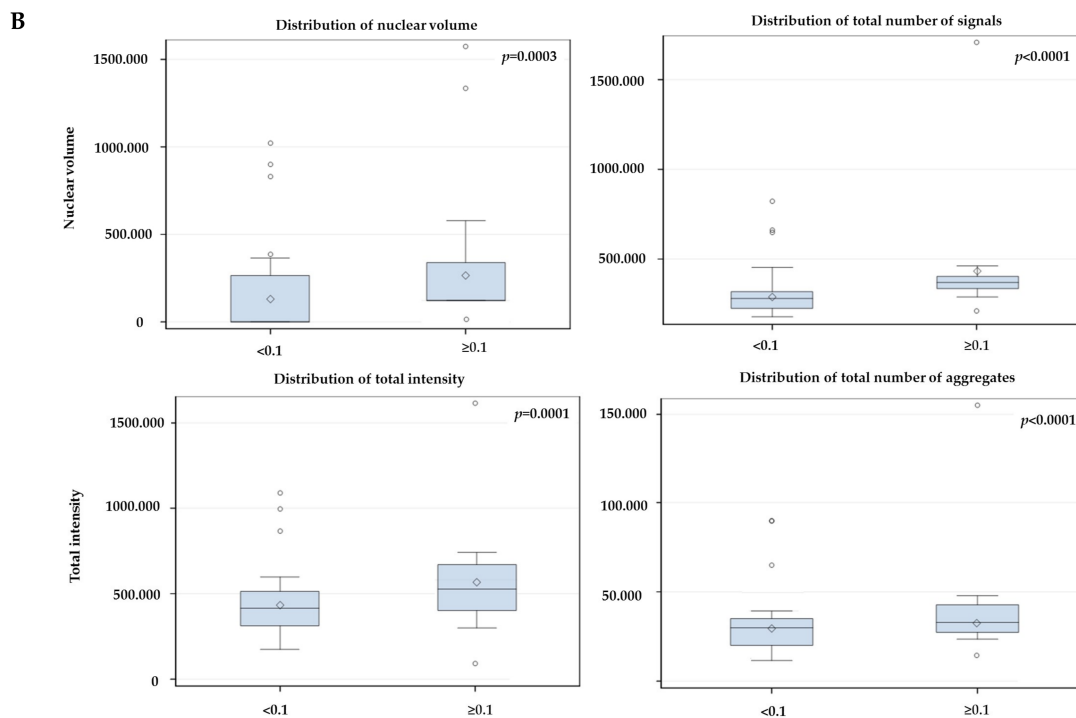 B
Distribution of nuclear volume
p=0.0003
1500.000
1000.000
500.000
0
Nuclear volume
<0.1
≥0.1
Distribution of total number of signals
p<0.0001
1500.000
1000.000
500.000
<0.1
≥0.1
Distribution of total intensity
p=0.0001
1500.000
1000.000
500.000
0
Total intensity
<0.1
≥0.1
Distribution of total number of aggregates
p<0.0001
150.000
100.000
50.000
<0.1
≥0.1